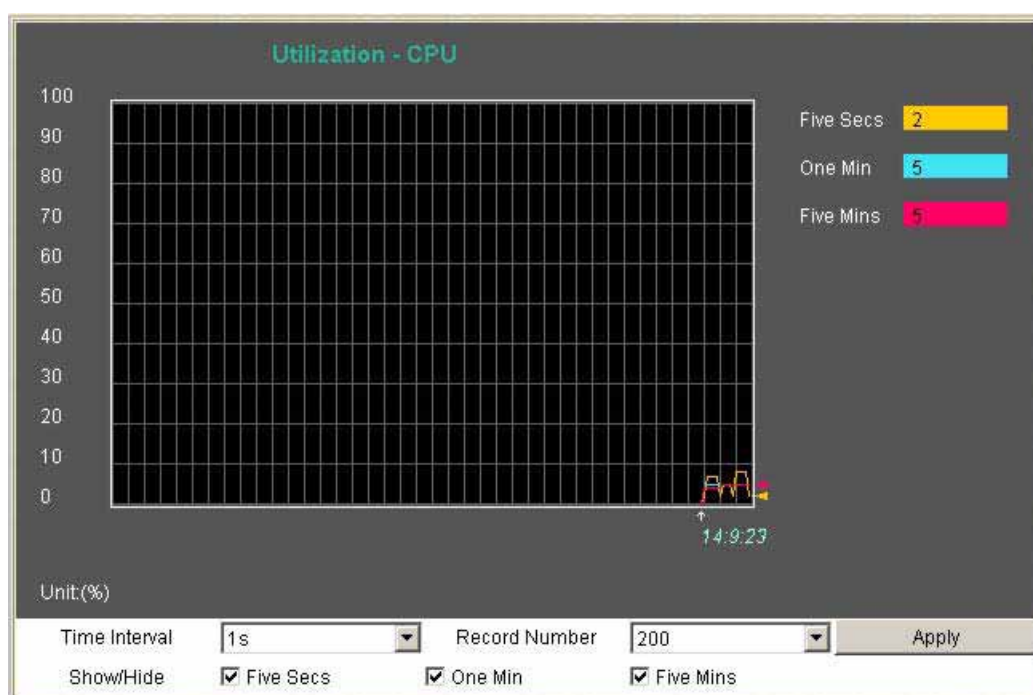 Utilization - CPU
100
90
80
70
60
50
40
30
20
10
0
Five Secs 2
One Min 5
Five Mins 5
14:9:23
Unit:(%)
Time Interval 1s Record Number 200 Apply
Show/Hide Five Secs One Min Five Mins